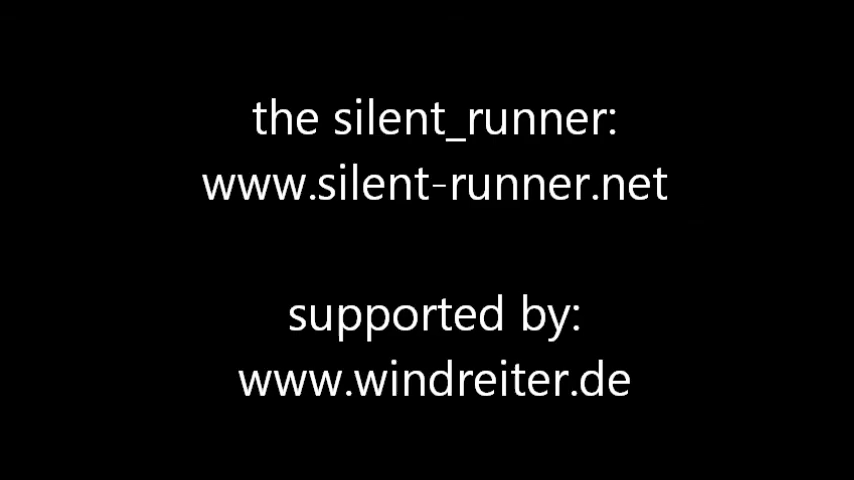 the silent_runner:
www.silent-runner.net
supported by:
www.windreiter.de